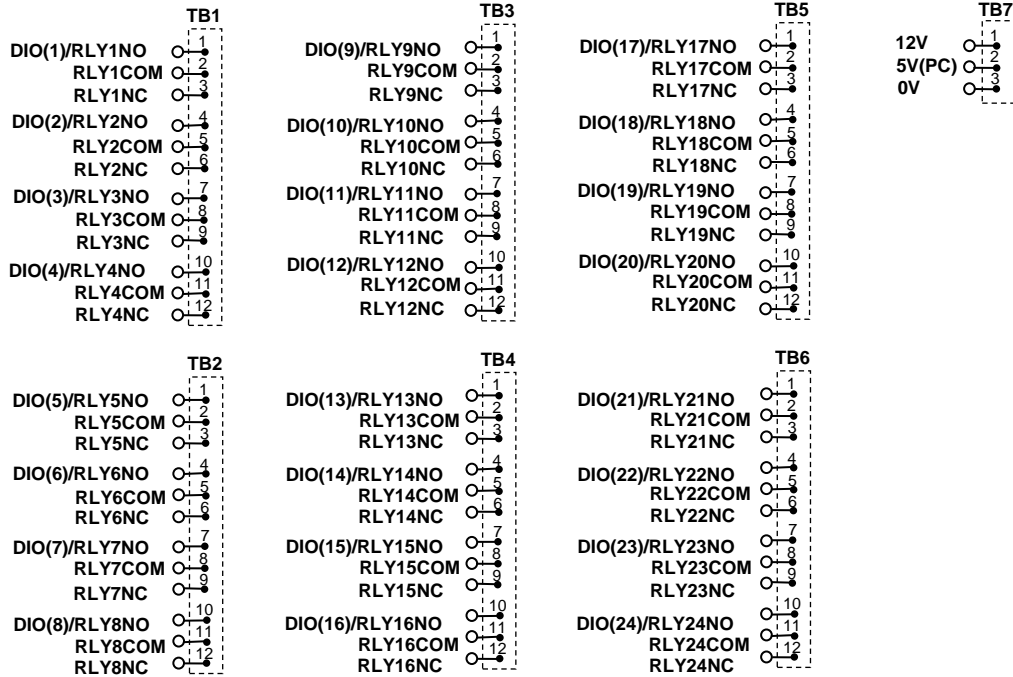 TB1
DIO(1)/RLY1NO 1
RLY1COM 2
RLY1NC 3
DIO(2)/RLY2NO 4
RLY2COM 5
RLY2NC 6
DIO(3)/RLY3NO 7
RLY3COM 8
RLY3NC 9
DIO(4)/RLY4NO 10
RLY4COM 11
RLY4NC 12
TB3
DIO(9)/RLY9NO 1
RLY9COM 2
RLY9NC 3
DIO(10)/RLY10NO 4
RLY10COM 5
RLY10NC 6
DIO(11)/RLY11NO 7
RLY11COM 8
RLY11NC 9
DIO(12)/RLY12NO 10
RLY12COM 11
RLY12NC 12
TB5
DIO(17)/RLY17NO 1
RLY17COM 2
RLY17NC 3
DIO(18)/RLY18NO 4
RLY18COM 5
RLY18NC 6
DIO(19)/RLY19NO 7
RLY19COM 8
RLY19NC 9
DIO(20)/RLY20NO 10
RLY20COM 11
RLY20NC 12
TB7
12V 1
5V(PC) 2
0V 3
TB2
DIO(5)/RLY5NO 1
RLY5COM 2
RLY5NC 3
DIO(6)/RLY6NO 4
RLY6COM 5
RLY6NC 6
DIO(7)/RLY7NO 7
RLY7COM 8
RLY7NC 9
DIO(8)/RLY8NO 10
RLY8COM 11
RLY8NC 12
TB4
DIO(13)/RLY13NO 1
RLY13COM 2
RLY13NC 3
DIO(14)/RLY14NO 4
RLY14COM 5
RLY14NC 6
DIO(15)/RLY15NO 7
RLY15COM 8
RLY15NC 9
DIO(16)/RLY16NO 10
RLY16COM 11
RLY16NC 12
TB6
DIO(21)/RLY21NO 1
RLY21COM 2
RLY21NC 3
DIO(22)/RLY22NO 4
RLY22COM 5
RLY22NC 6
DIO(23)/RLY23NO 7
RLY23COM 8
RLY23NC 9
DIO(24)/RLY24NO 10
RLY24COM 11
RLY24NC 12